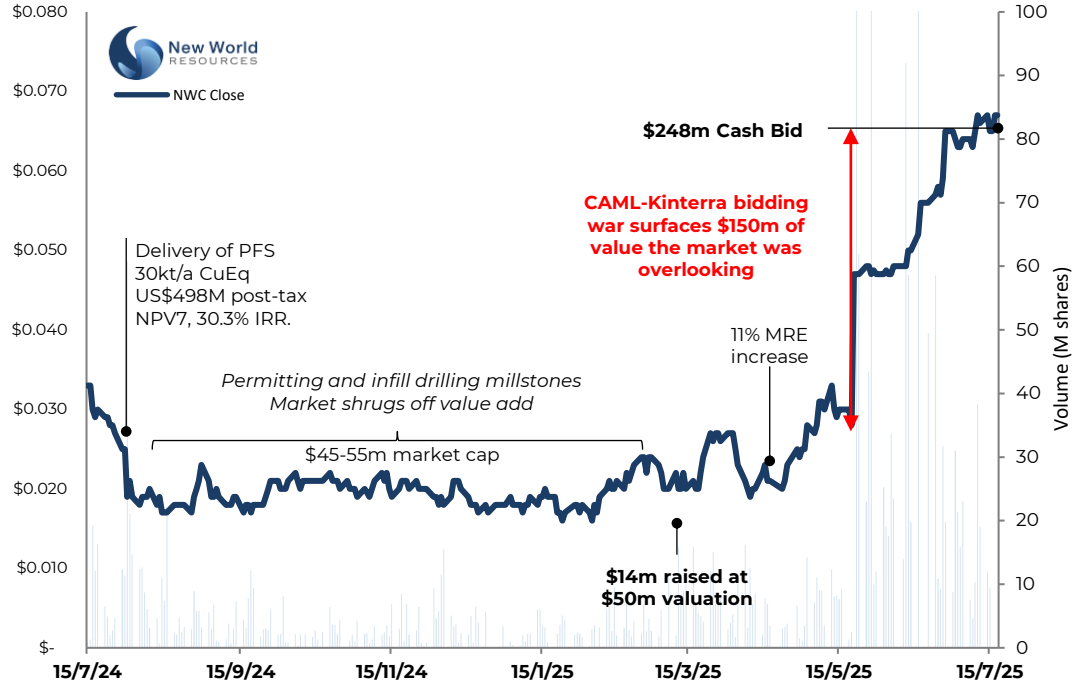 $0.080
$0.070
$0.060
$0.050
$0.040
$0.030
$0.020
$0.010
$-
New World
RESOURCES
NWC Close
Delivery of PFS
30kt/a CuEq
US$498M post-tax
NPV7, 30.3% IRR.
Permitting and infill drilling millstones
Market shrugs off value add
$45-55m market cap
$248m Cash Bid
CAML-Kinterra bidding
war surfaces $150m of
value the market was
overlooking
11% MRE
increase
$14m raised at
$50m valuation
100
90
80
70
60
50
40
30
20
10
0
Volume (M shares)
15/7/24
15/9/24
15/11/24
15/1/25
15/3/25
15/5/25
15/7/25